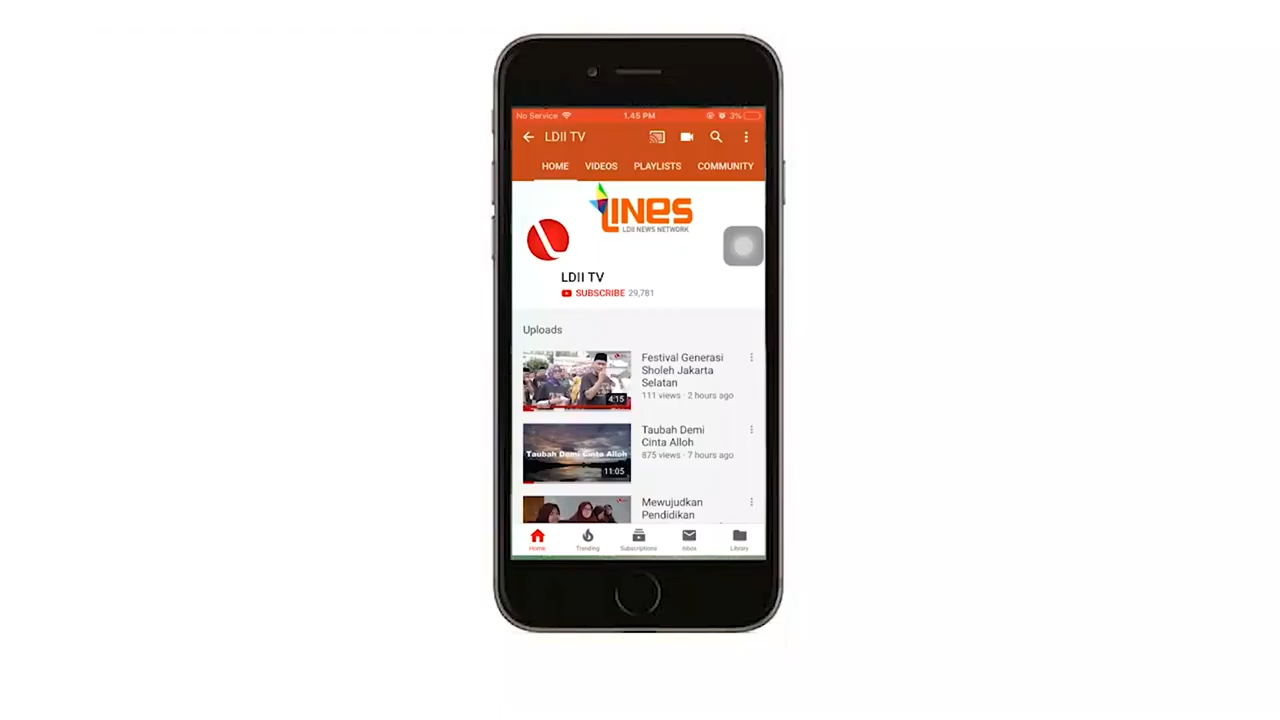 No Service 1.45 PM 3%
LDII TV
HOME VIDEOS PLAYLISTS COMMUNITY
LINES
LDII NEWS NETWORK
LDII TV
SUBSCRIBE 29,781
Uploads
Festival Generasi
Sholeh Jakarta
Selatan
111 views · 2 hours ago
4:15
Taubah Demi
Cinta Alloh
875 views · 7 hours ago
Taubah Demi Cinta Alloh
11:05
Mewujudkan
Pendidikan
Home Trending Subscriptions Inbox Library